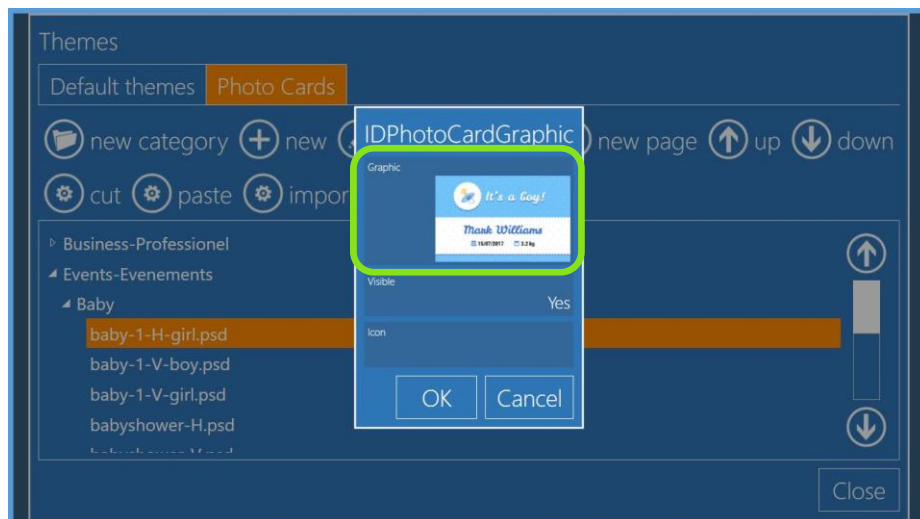 Themes
Default themes Photo Cards
new category new new page up down
cut paste impor
IDPhotoCardGraphic
Graphic
It's a Boy!
Mark Williams
15/07/2017 3.2 kg
Visible
Yes
Icon
OK Cancel
Business-Professionel
Events-Evenements
Baby
baby-1-H-girl.psd
baby-1-V-boy.psd
baby-1-V-girl.psd
babyshower-H.psd
Close